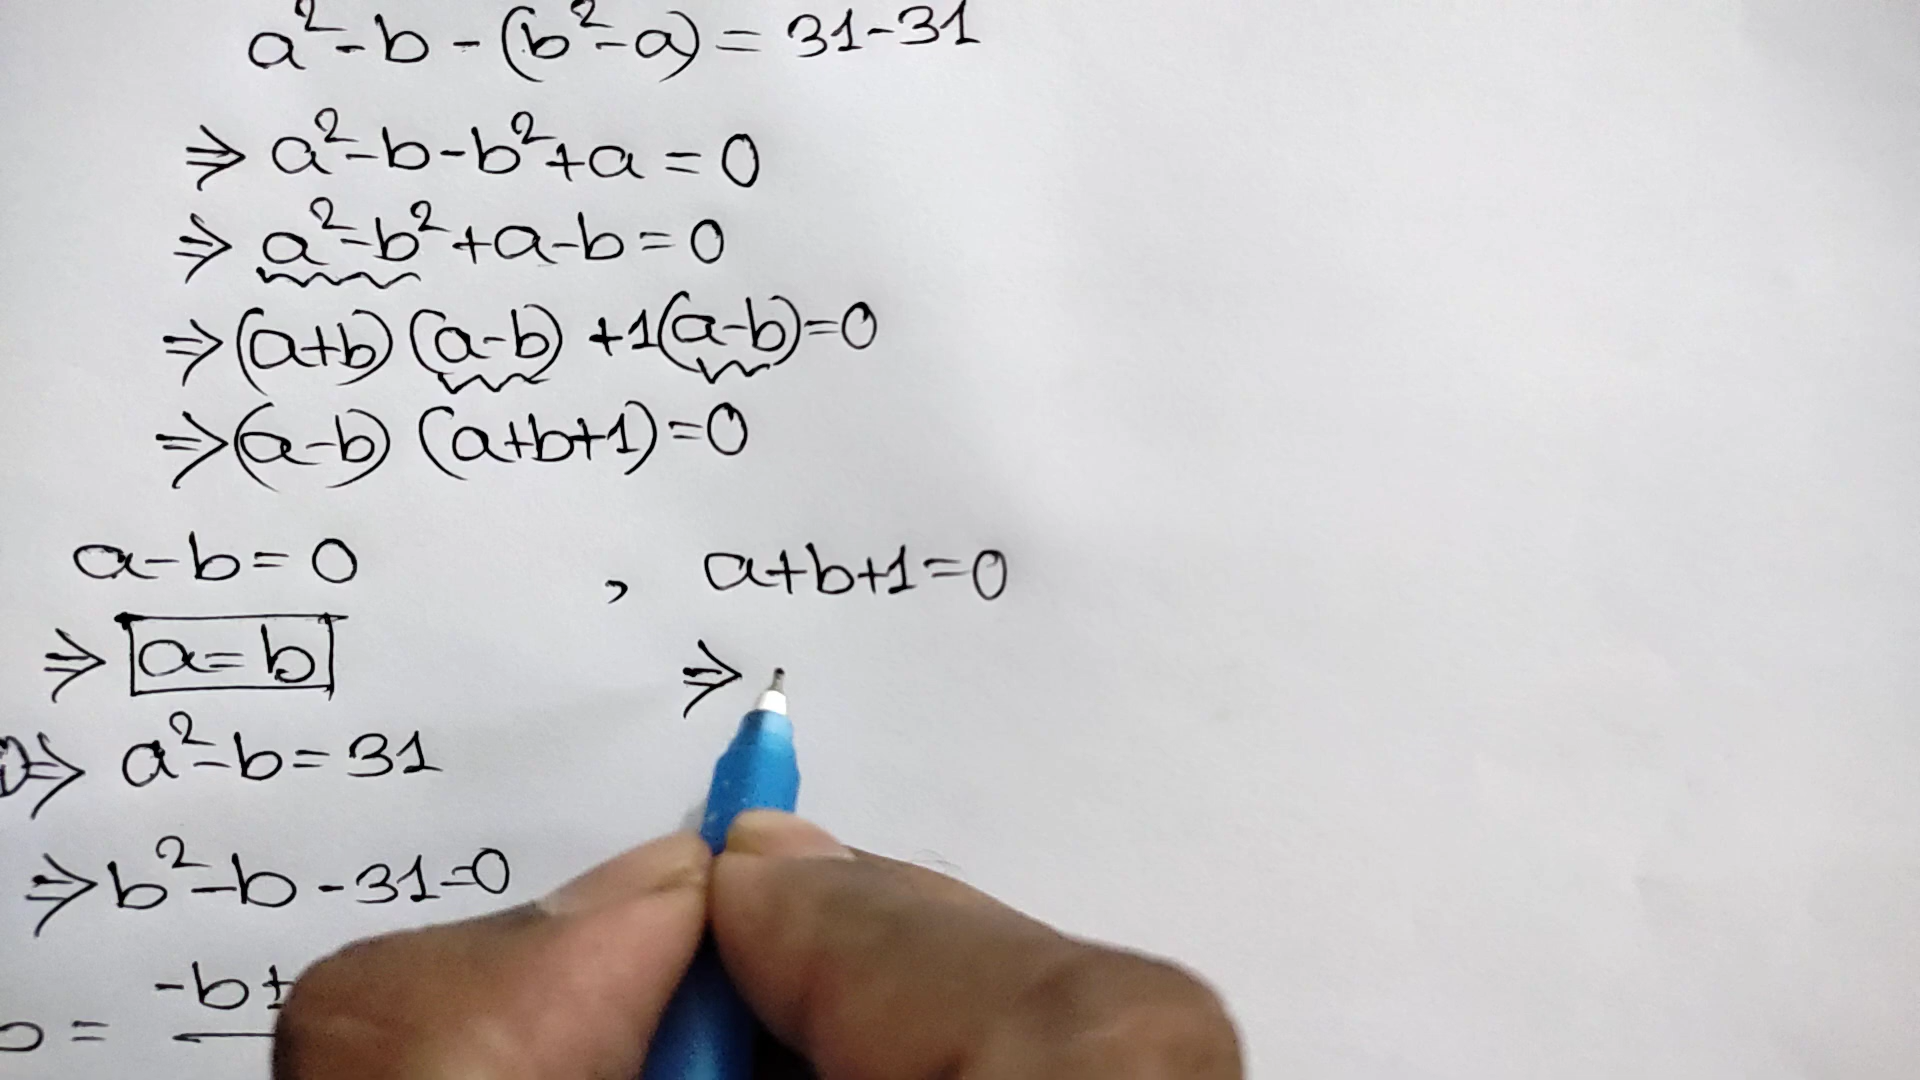 a²-b-(b²-a)=31-31
⇒ a²-b-b²+a=0
⇒ a²-b²+a-b=0
⇒(a+b)(a-b)+1(a-b)=0
⇒(a-b)(a+b+1)=0
a-b=0 , a+b+1=0
⇒ a=b ⇒
⇒ a²-b=31
⇒b²-b-31=0
-b±
=